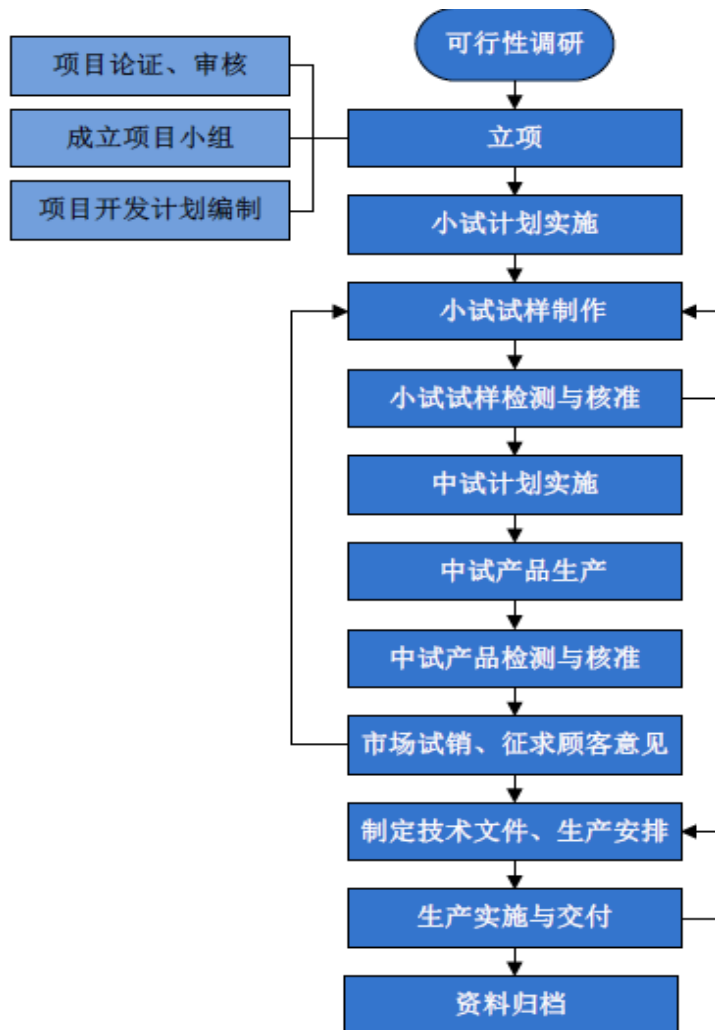 可行性调研
项目论证、审核
成立项目小组
项目开发计划编制
立项
小试计划实施
小试试样制作
小试试样检测与核准
中试计划实施
中试产品生产
中试产品检测与核准
市场试销、征求顾客意见
制定技术文件、生产安排
生产实施与交付
资料归档